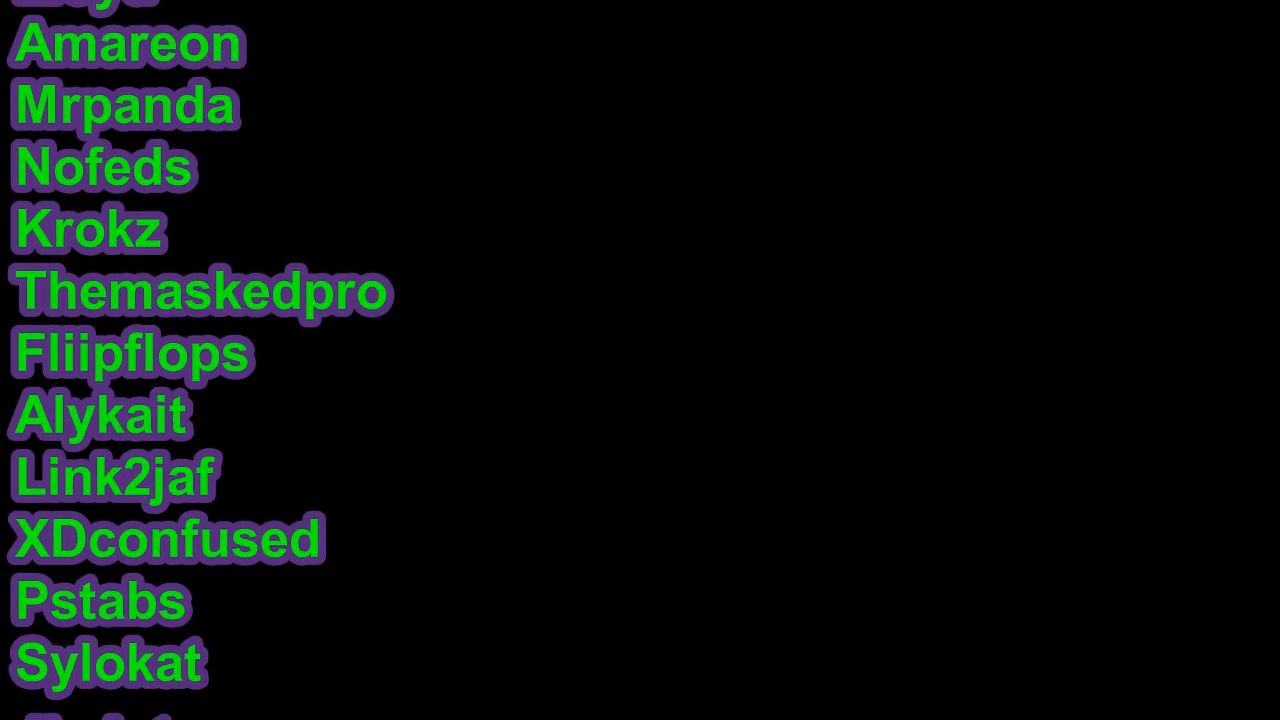 Amareon
Mrpanda
Nofeds
Krokz
Themaskedpro
Fliipflops
Alykait
Link2jaf
XDconfused
Pstabs
Sylokat